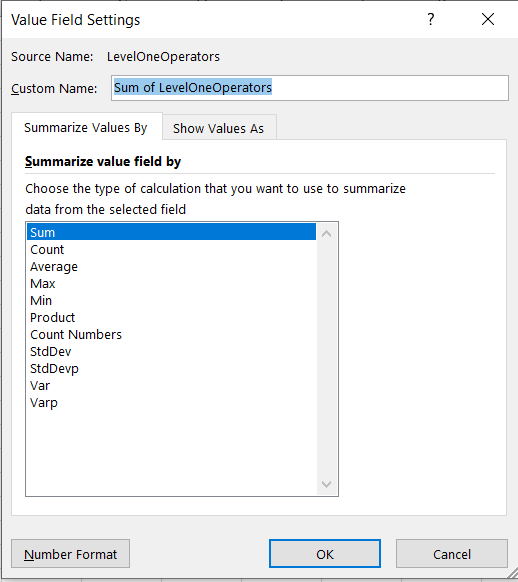 Value Field Settings
?
Source Name: LevelOneOperators
Custom Name: Sum of LevelOneOperators
Summarize Values By Show Values As
Summarize value field by
Choose the type of calculation that you want to use to summarize
data from the selected field
Sum
Count
Average
Max
Min
Product
Count Numbers
StdDev
StdDevp
Var
Varp
Number Format OK Cancel